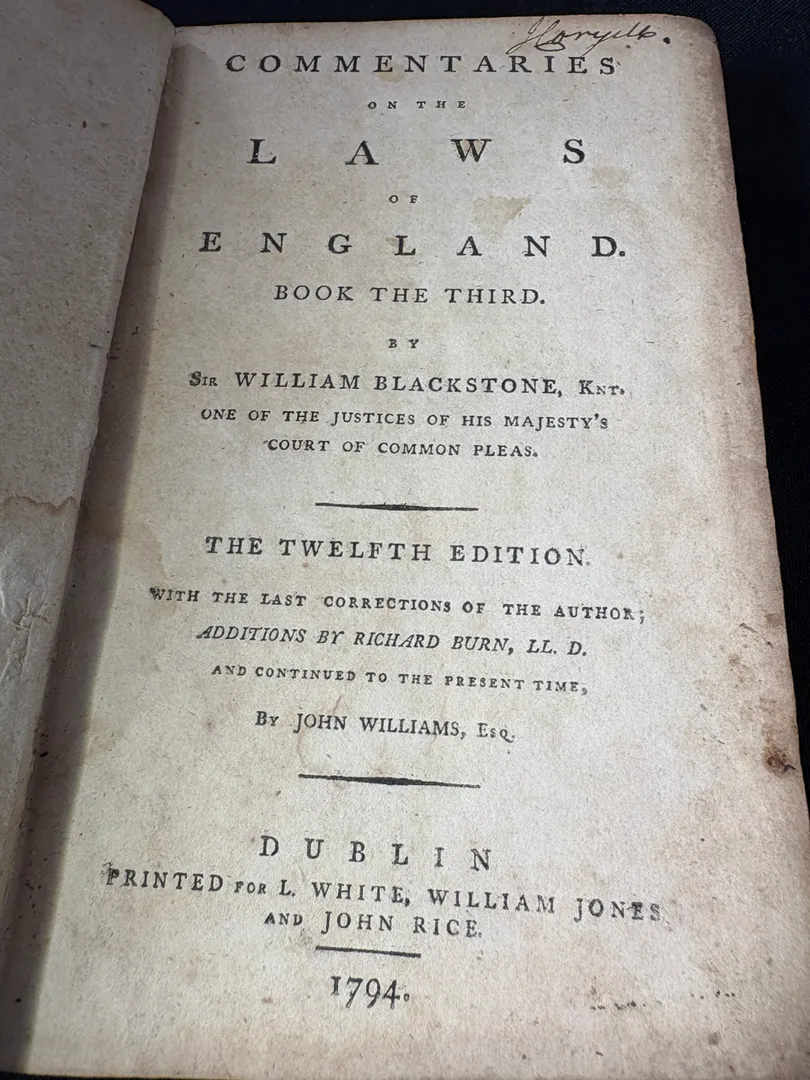 COMMENTARIES
ON THE
LAWS
OF
ENGLAND.
BOOK THE THIRD.
BY
SIR WILLIAM BLACKSTONE, KNT.
ONE OF THE JUSTICES OF HIS MAJESTY'S
COURT OF COMMON PLEAS.
THE TWELFTH EDITION.
WITH THE LAST CORRECTIONS OF THE AUTHOR;
ADDITIONS BY RICHARD BURN, LL. D.
AND CONTINUED TO THE PRESENT TIME,
By JOHN WILLIAMS, Esq.
DUBLIN
PRINTED FOR L. WHITE, WILLIAM JONES
AND JOHN RICE.
1794.